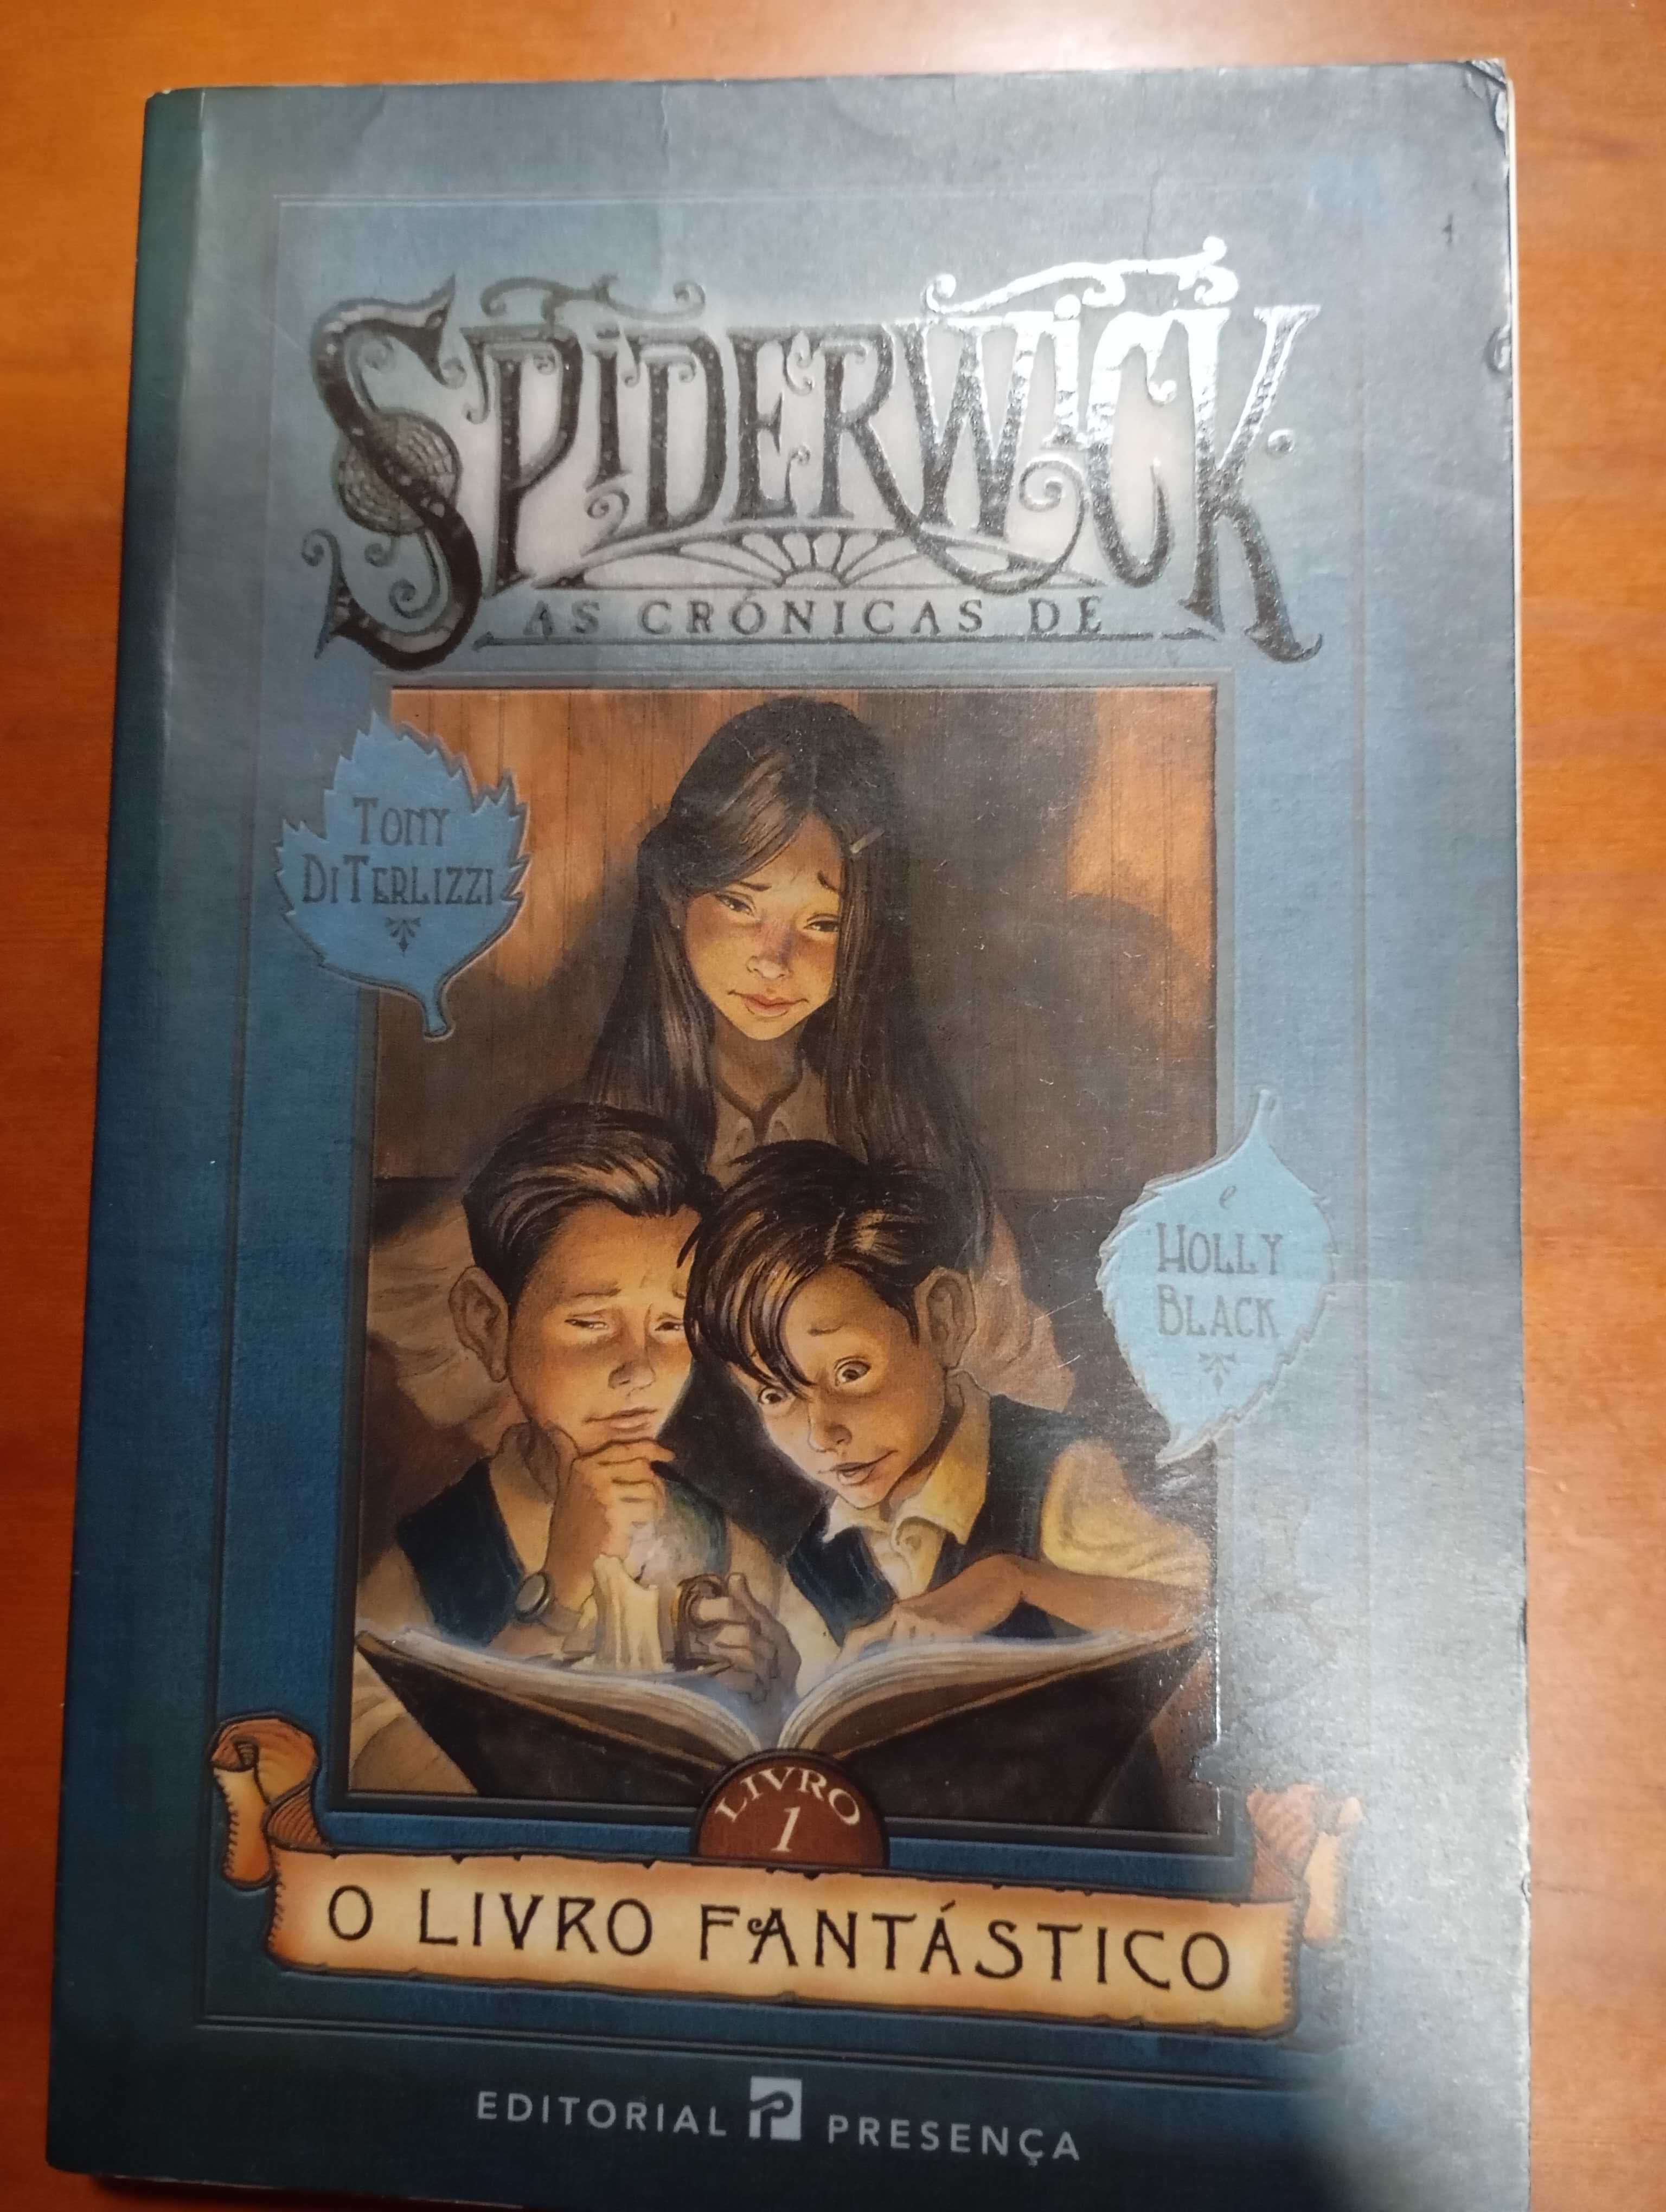 SPIDERWICK
AS CRÓNICAS DE
TONY
DITERLIZZI
e
HOLLY
BLACK
LIVRO
1
O LIVRO FANTÁSTICO
EDITORIAL PRESENÇA